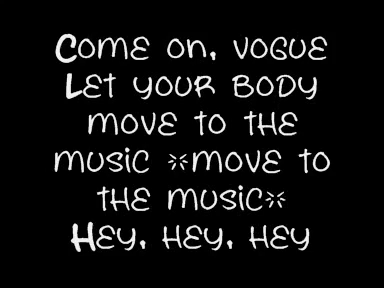 Come on, vogue
Let your body
move to the
music *move to
the music*
Hey, hey, hey